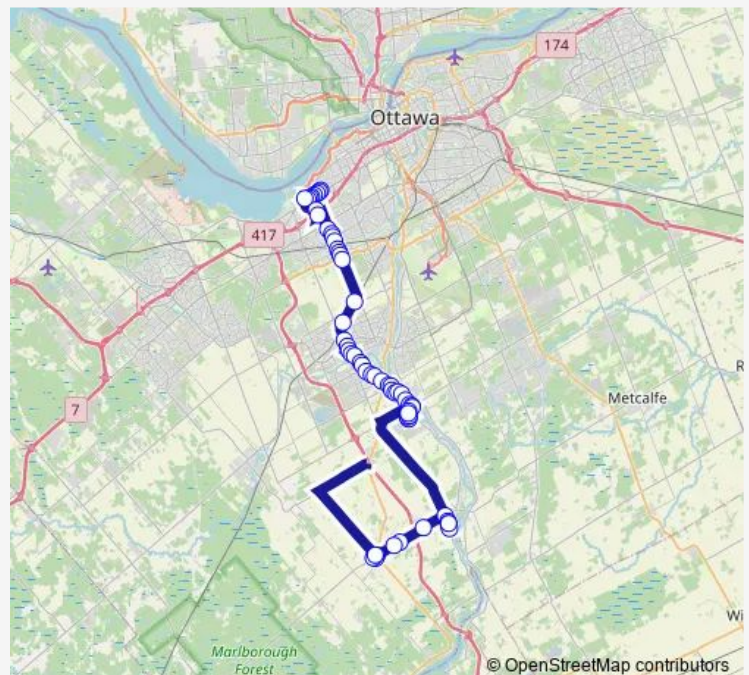 174
Ottawa
417
7
Metcalfe
R
Wi
Marlborough
Forest
© OpenStreetMap contributors